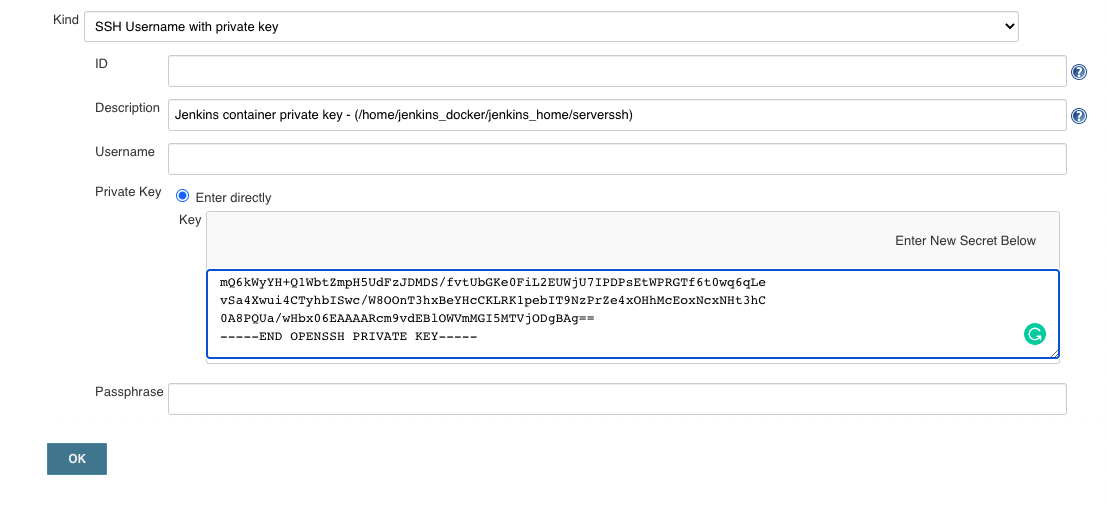 Kind
SSH Username with private key
ID
Description
Jenkins container private key - (/home/jenkins_docker/jenkins_home/serverssh)
Username
Private Key
Enter directly
Key
Enter New Secret Below
mQ6kWyYH+Q1WbtZmpH5UdFzJDMDS/fvtUbGKe0FiL2EUWjU7IPDPsEtWPRGTf6t0wq6qLe
vSa4Xwui4CTyhbISwc/W8OOnT3hxBeYHcCKLRK1pebIT9NzPrZe4xOHhMcEoxNcxNHt3hC
0A8PQUa/wHbx06EAAAARcm9vdEBlOWVmMGI5MTVjODgBAg==
-----END OPENSSH PRIVATE KEY-----
Passphrase
OK